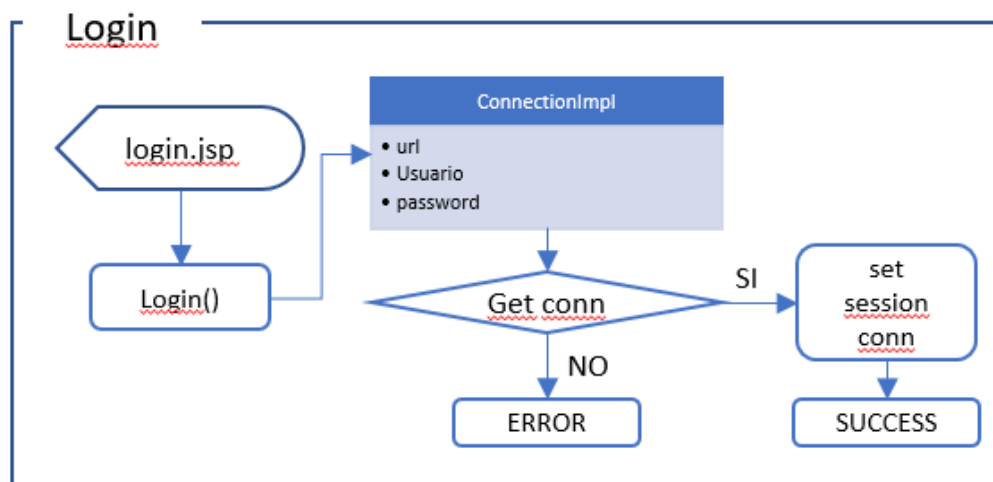 Login
login.jsp
Login()
ConnectionImpl
• url
• Usuario
• password
Get conn
SI
NO
set
session
conn
ERROR
SUCCESS